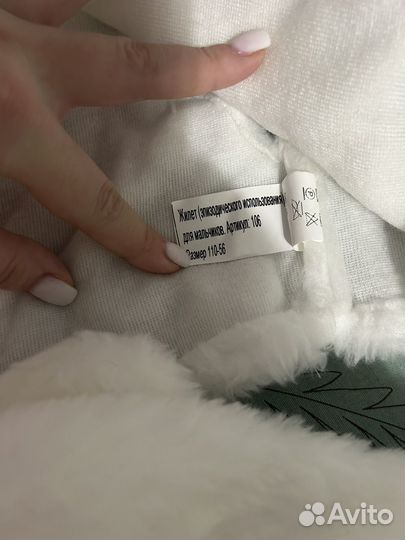 Жилет (эпизодического использования)
для мальчиков. Артикул: 106
Размер 110-56
Avito